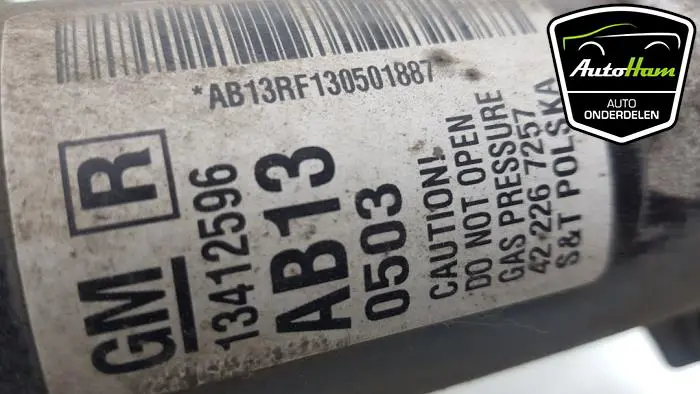 *AB13RF130501887
GM R
13412596
AB13
0503
CAUTION!
DO NOT OPEN
GAS PRESSURE
42 226 7257
S&T POLSKA
AutoHam
AUTO
ONDERDELEN